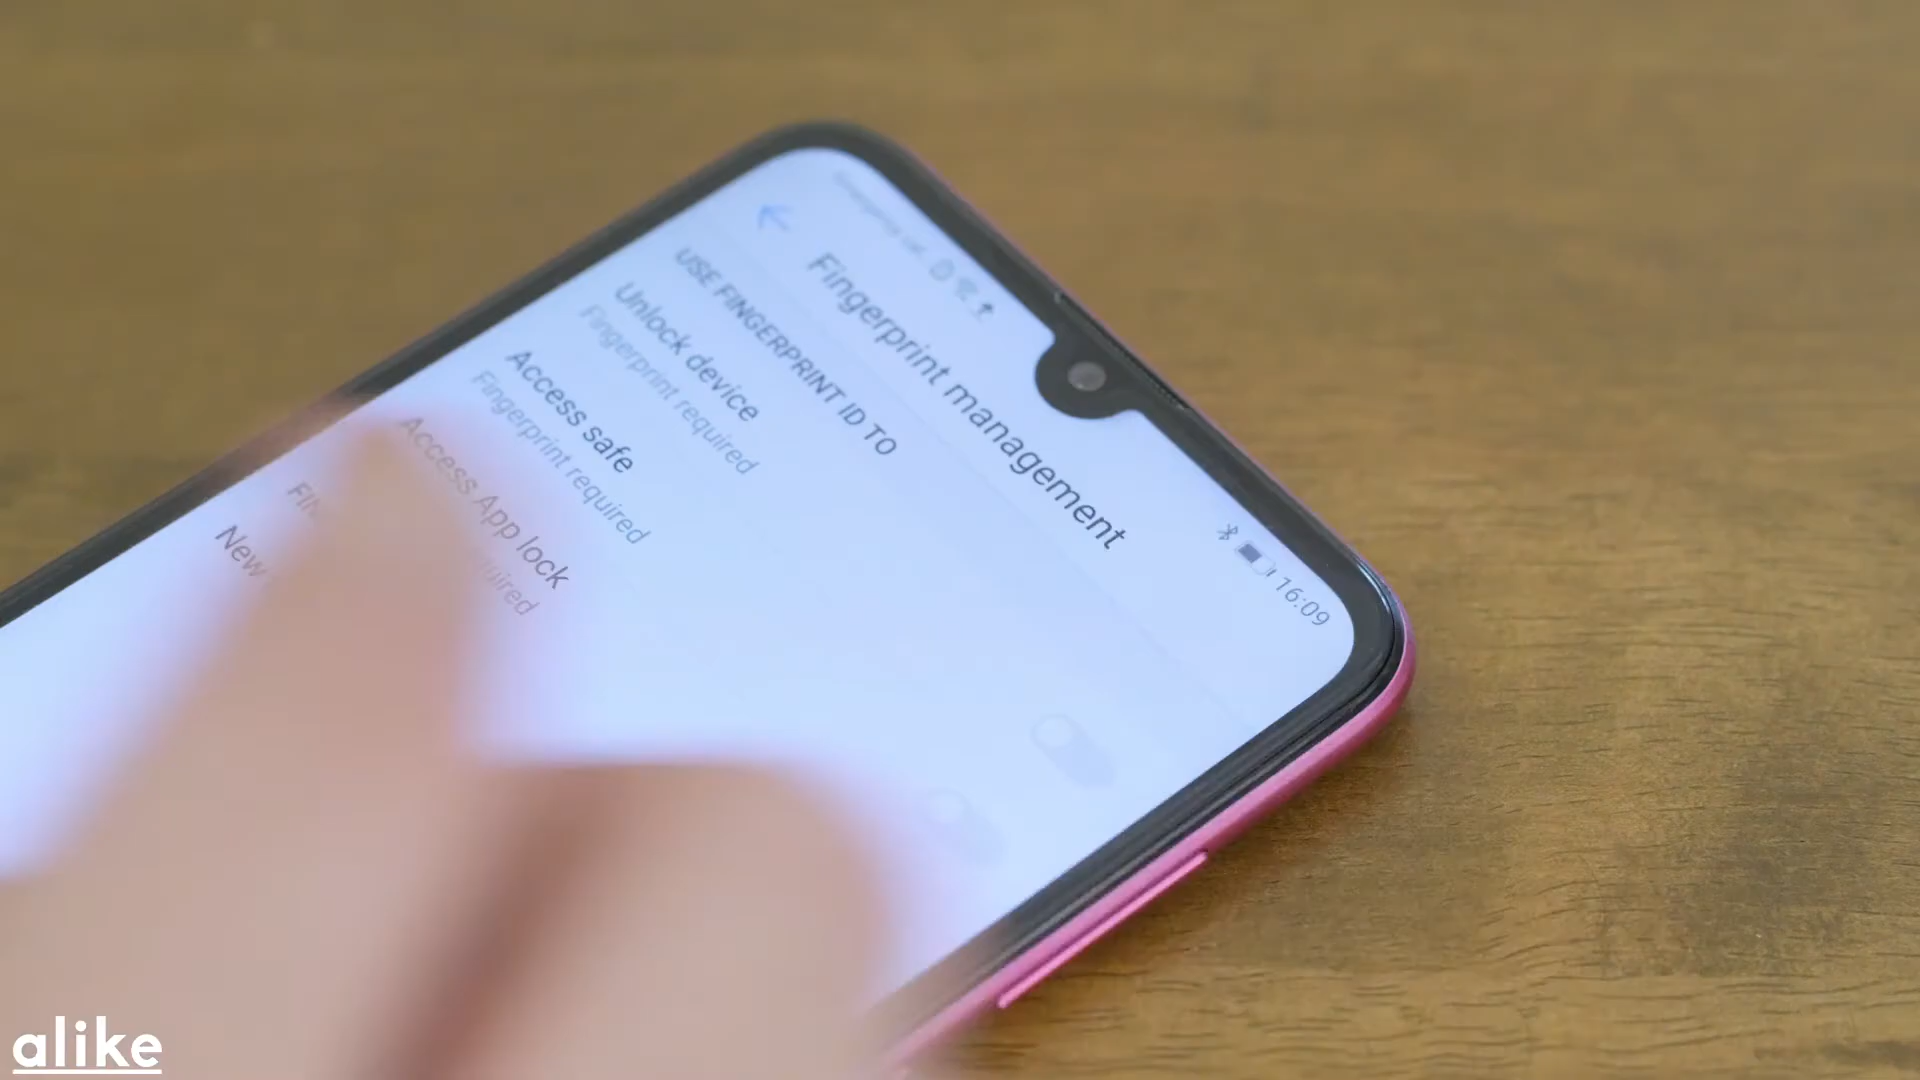 16:09
Fingerprint management
USE FINGERPRINT ID TO
Unlock device
Fingerprint required
Access safe
Fingerprint required
Access App lock
New
alike